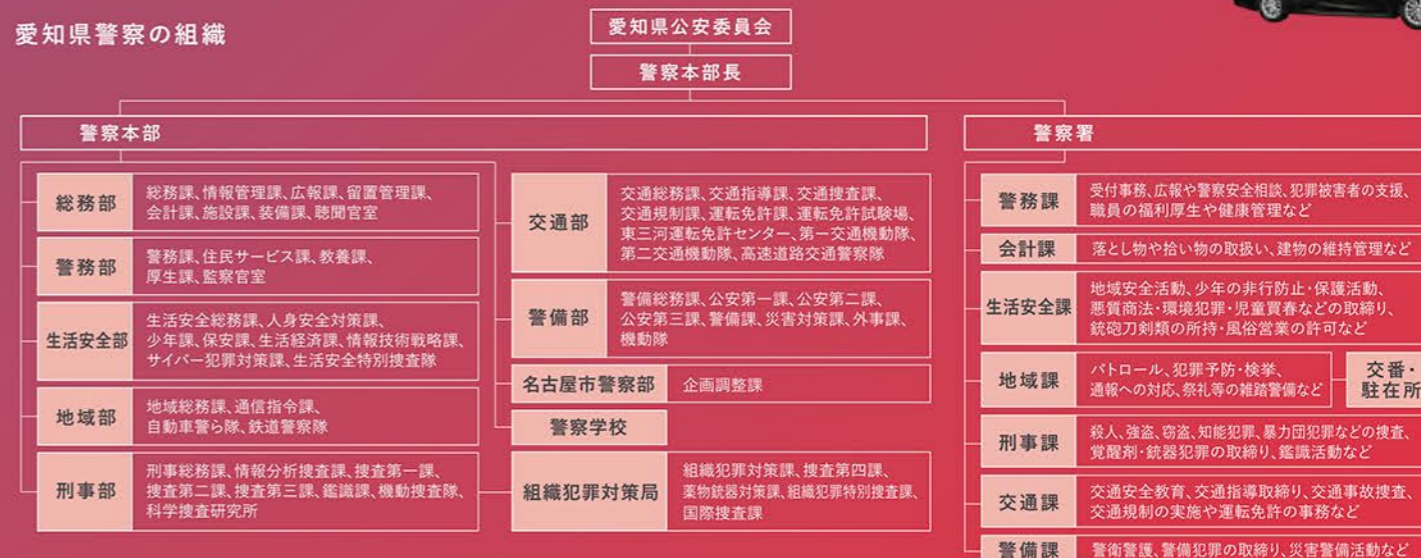 愛知県警察の組織
愛知県公安委員会
警察本部長
警察本部
総務部
総務課、情報管理課、広報課、留置管理課、
会計課、施設課、装備課、聴聞官室
警務部
警務課、住民サービス課、教養課、
厚生課、監察官室
生活安全部
生活安全総務課、人身安全対策課、
少年課、保安課、生活経済課、情報技術戦略課、
サイバー犯罪対策課、生活安全特別捜査隊
地域部
地域総務課、通信指令課、
自動車警ら隊、鉄道警察隊
刑事部
刑事総務課、情報分析捜査課、捜査第一課、
捜査第二課、捜査第三課、鑑識課、機動捜査隊、
科学捜査研究所
交通部
交通総務課、交通指導課、交通捜査課、
交通規制課、運転免許課、運転免許試験場、
東三河運転免許センター、第一交通機動隊、
第二交通機動隊、高速道路交通警察隊
警備部
警備総務課、公安第一課、公安第二課、
公安第三課、警備課、災害対策課、外事課、
機動隊
名古屋市警察部
企画調整課
警察学校
組織犯罪対策局
組織犯罪対策課、捜査第四課、
薬物銃器対策課、組織犯罪特別捜査課、
国際捜査課
警察署
警務課
受付事務、広報や警察安全相談、犯罪被害者の支援、
職員の福利厚生や健康管理など
会計課
落とし物や拾い物の取扱い、建物の維持管理など
生活安全課
地域安全活動、少年の非行防止・保護活動、
悪質商法・環境犯罪・児童買春などの取締り、
銃砲刀剣類の所持・風俗営業の許可など
地域課
パトロール、犯罪予防・検挙、
通報への対応、祭礼等の雑踏警備など
交番・
駐在所
刑事課
殺人、強盗、窃盗、知能犯罪、暴力団犯罪などの捜査、
覚醒剤・銃器犯罪の取締り、鑑識活動など
交通課
交通安全教育、交通指導取締り、交通事故捜査、
交通規制の実施や運転免許の事務など
警備課
警衛警護、警備犯罪の取締り、災害警備活動など